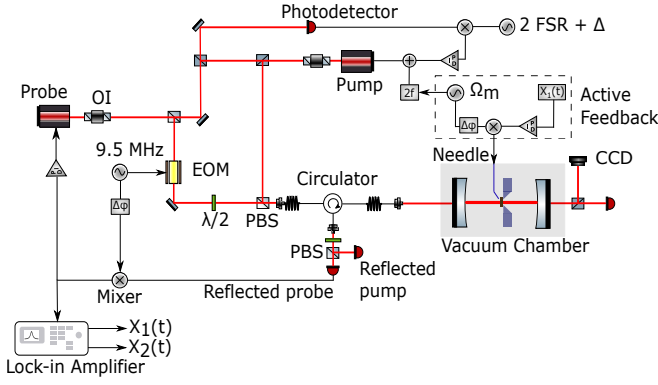 Photodetector
2 FSR + Δ
Probe
OI
Pump
P I D
2f
Ωm
X₁(t)
Active
Feedback
Δφ
P I D
P I D
9.5 MHz
EOM
Needle
CCD
Circulator
λ/2
PBS
Δφ
Vacuum Chamber
PBS
Reflected
pump
Mixer
Reflected probe
X₁(t)
X₂(t)
Lock-in Amplifier